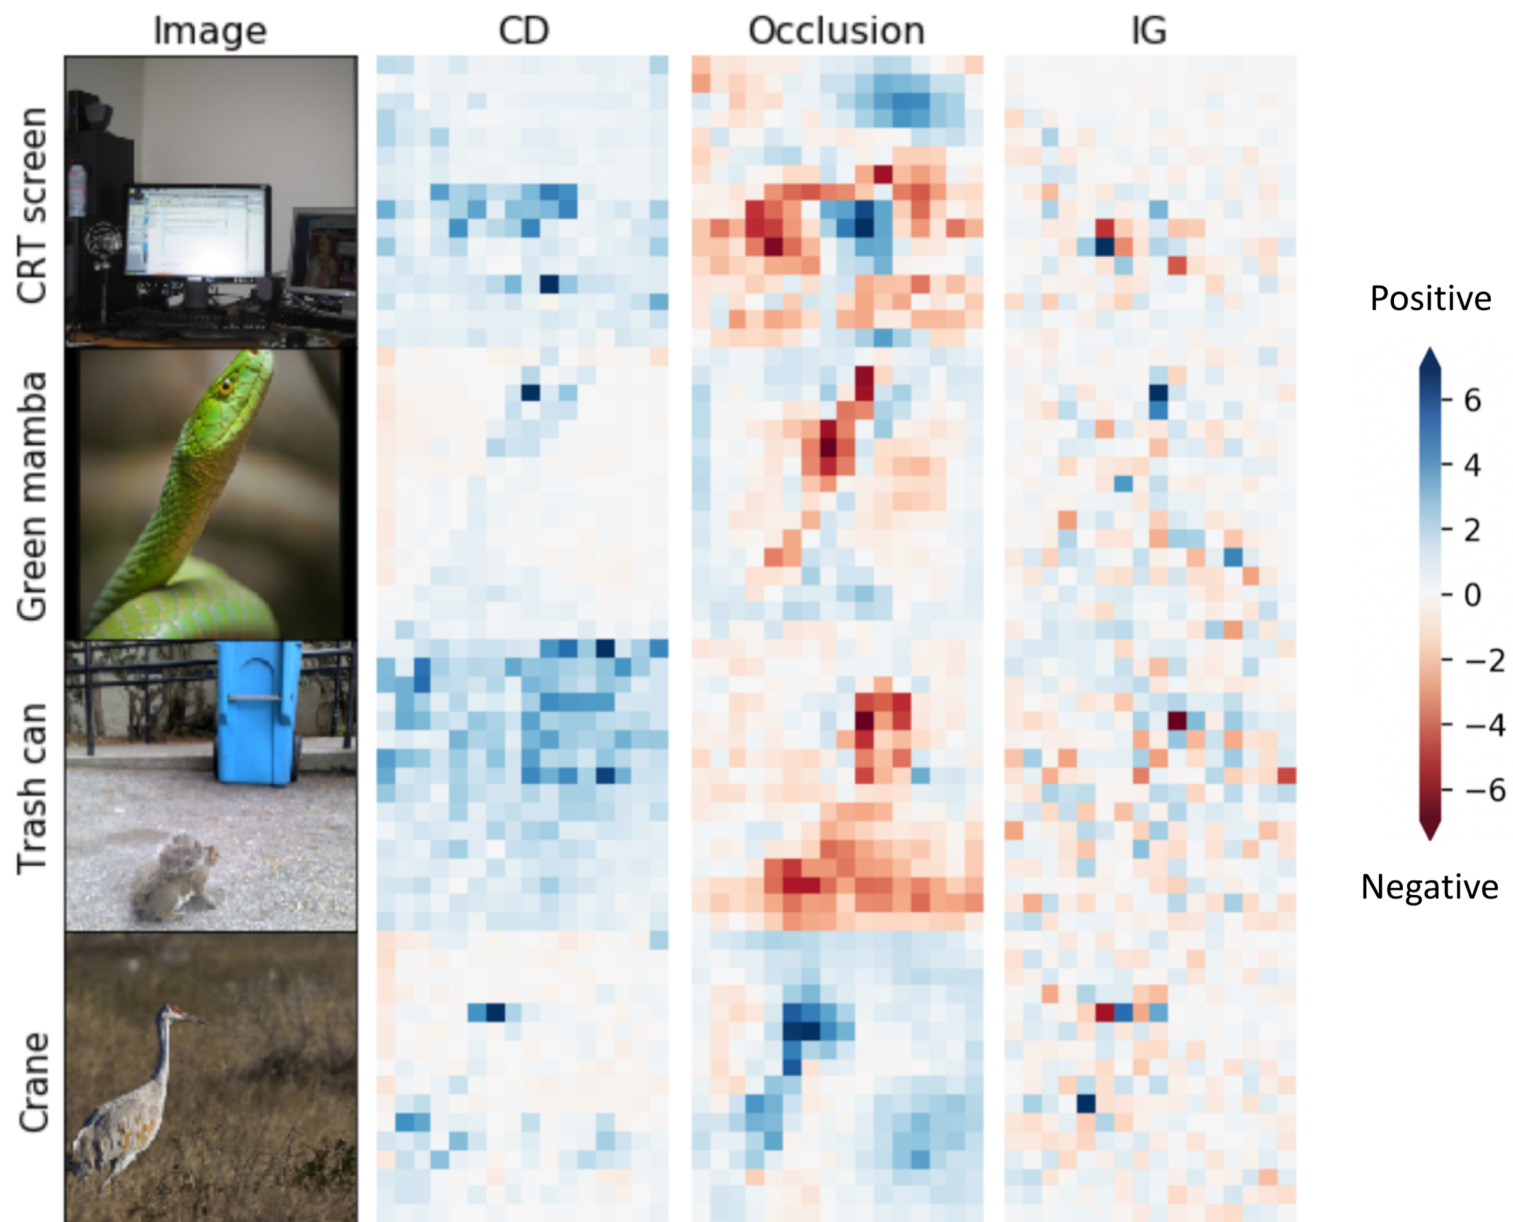 Image CD Occlusion IG
CRT screen
Green mamba
Trash can
Crane
Positive
6
4
2
0
−2
−4
−6
Negative